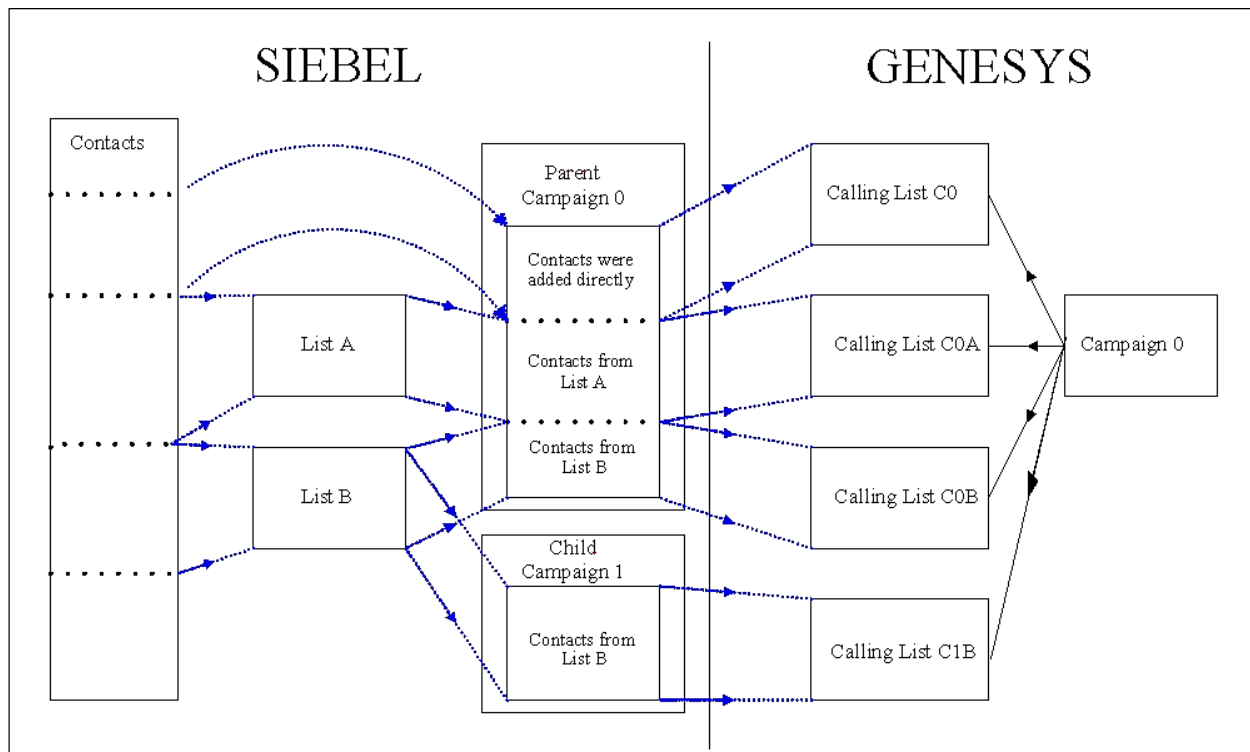 SIEBEL
GENESYS
Contacts
Parent
Campaign 0
Contacts were
added directly
Contacts from
List A
Contacts from
List B
List A
List B
Child
Campaign 1
Contacts from
List B
Calling List C0
Calling List C0A
Calling List C0B
Calling List C1B
Campaign 0